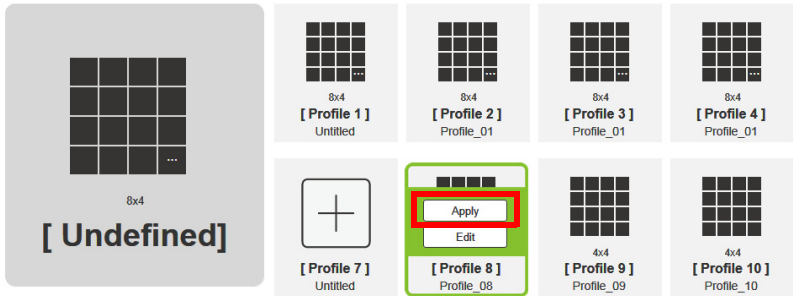 8x4
[ Undefined]
8x4
[ Profile 1 ]
Untitled
8x4
[ Profile 2 ]
Profile_01
8x4
[ Profile 3 ]
Profile_01
8x4
[ Profile 4 ]
Profile_01
[ Profile 7 ]
Untitled
Apply
Edit
[ Profile 8 ]
Profile_08
4x4
[ Profile 9 ]
Profile_09
4x4
[ Profile 10 ]
Profile_10